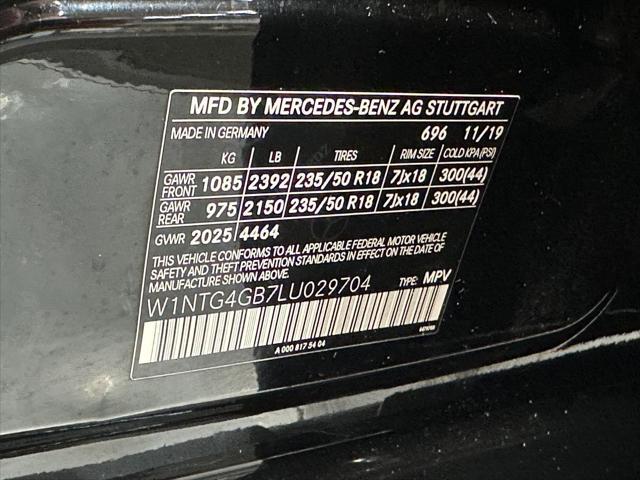 MFD BY MERCEDES-BENZ AG STUTTGART
MADE IN GERMANY 696 11/19
KG LB TIRES RIM SIZE COLD KPA(PSI)
GAWR FRONT 1085 2392 235/50 R18 7Jx18 300(44)
GAWR REAR 975 2150 235/50 R18 7Jx18 300(44)
GVWR 2025 4464
THIS VEHICLE CONFORMS TO ALL APPLICABLE FEDERAL MOTOR VEHICLE
SAFETY AND THEFT PREVENTION STANDARDS IN EFFECT ON THE DATE OF
MANUFACTURE SHOWN ABOVE.
TYPE: MPV
W1NTG4GB7LU029704
A 000 817 54 04